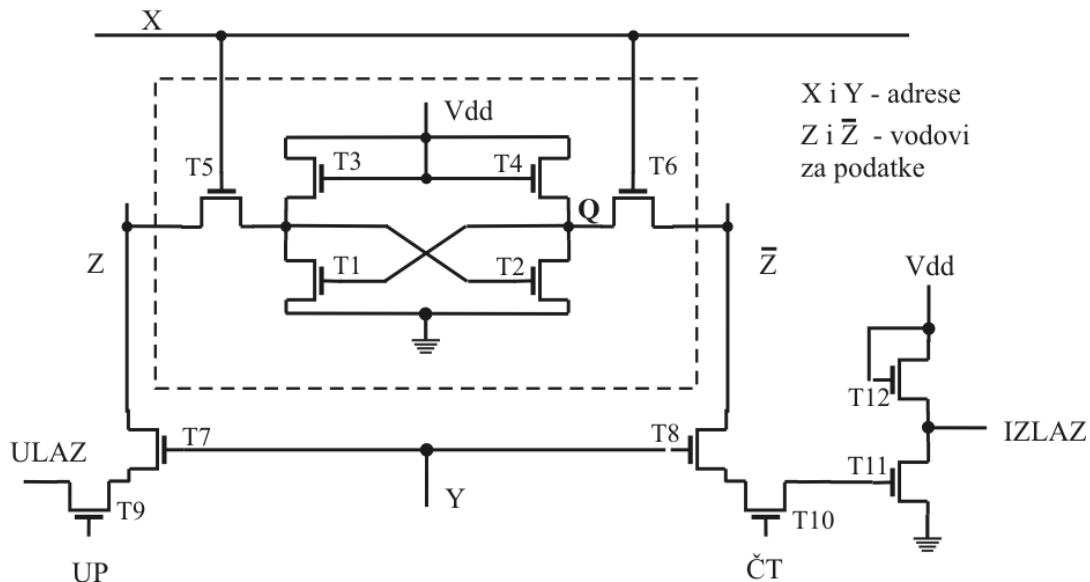 X
Vdd
X i Y - adrese
Z i Z̅ - vodovi
za podatke
T5
T3
T4
T6
Q
Z
T1
T2
Z̅
Vdd
T12
ULAZ
T7
T8
IZLAZ
T11
T9
Y
T10
UP
ČT